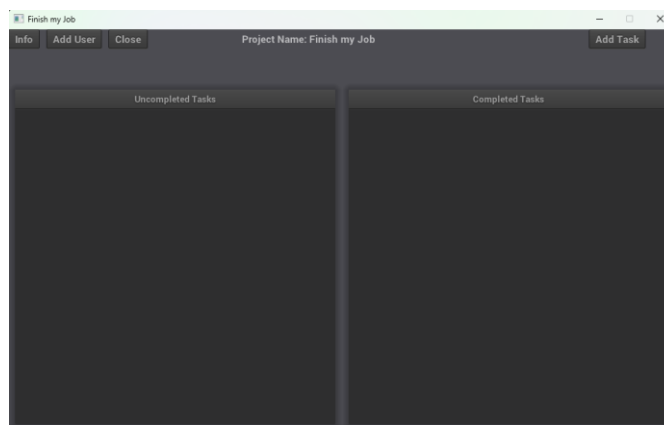 Finish my Job
Info Add User Close Project Name: Finish my Job Add Task
Uncompleted Tasks Completed Tasks